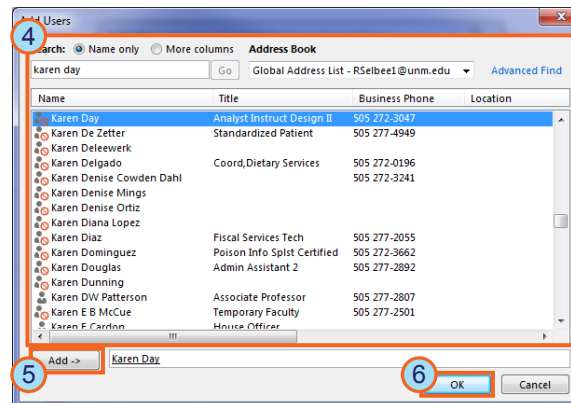 Add Users
4
Search: Name only More columns Address Book
karen day Go Global Address List - RSelbee1@unm.edu Advanced Find
Name Title Business Phone Location
Karen Day Analyst Instruct Design II 505 272-3047
Karen De Zetter Standardized Patient 505 277-4949
Karen Deleewerk
Karen Delgado Coord,Dietary Services 505 272-0196
Karen Denise Cowden Dahl 505 272-3241
Karen Denise Mings
Karen Denise Ortiz
Karen Diana Lopez
Karen Diaz Fiscal Services Tech 505 277-2055
Karen Dominguez Poison Info Splst Certified 505 272-3662
Karen Douglas Admin Assistant 2 505 277-2892
Karen Dunning
Karen DW Patterson Associate Professor 505 277-2807
Karen E B McCue Temporary Faculty 505 277-2501
Karen E Cardon House Officer
Add -> Karen Day
5
6
OK Cancel